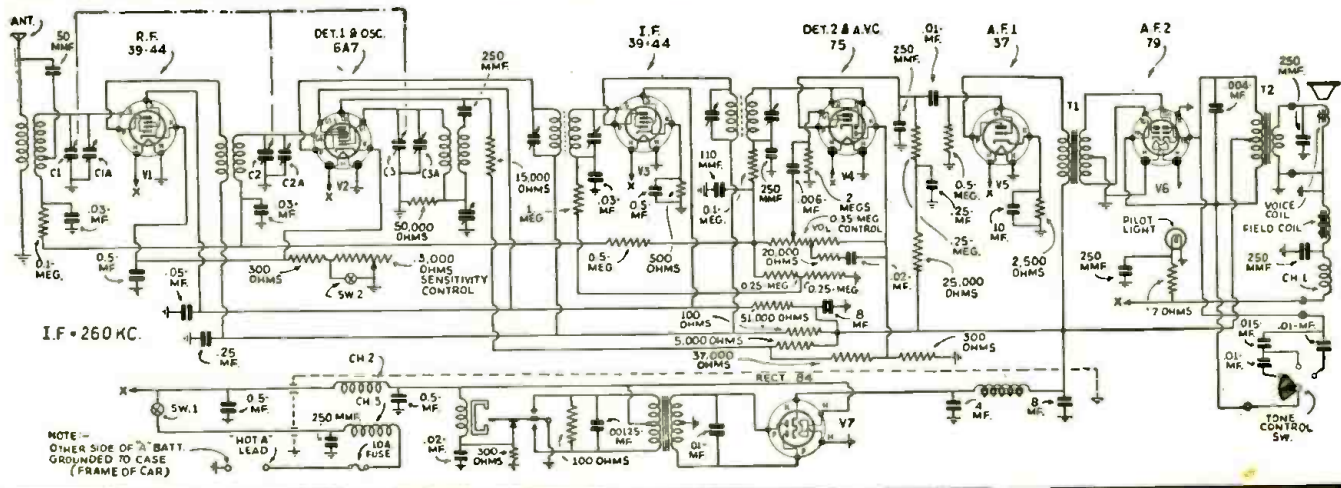 ANT.
50
MMF.
R.F.
39-44
DET.1 & OSC.
6A7
250
MMF.
I.F.
39-44
DET. 2 & A.V.C.
75
250
MMF.
.01-
MF.
A.F.1
37
A.F.2
79
.004-
MF.
T2
250
MMF.
C1
C1A
V1
X
C2
C2A
V2
X
C3
C3A
V3
X
V4
X
V5
X
T1
V6
X
.03-
MF.
0.1-
MEG.
0.5-
MF.
.03-
MF.
50,000
OHMS
15,000
OHMS
1
MEG.
.03-
MF.
0.5-
MF.
500
OHMS
110
MMF.
0.1-
MEG.
250
MMF.
.006-
MF.
2
MEGS
0.35-MEG
VOL. CONTROL
0.5-
MEG.
.25-
MF.
.25-
MEG.
10
MF.
2,500
OHMS
PILOT
LIGHT
VOICE
COIL
FIELD COIL
250
MMF.
CH. 1
250
MMF.
.05-
MF.
300
OHMS
SW.2
3,000
OHMS
SENSITIVITY
CONTROL
0.5-
MEG.
20,000
OHMS
0.25-MEG
0.25-MEG.
.02-
MF.
25,000
OHMS
7 OHMS
X
I.F. = 260 KC.
.25
MF.
100
OHMS
51,000
OHMS
8
MF.
5,000
OHMS
37,000
OHMS
300
OHMS
.015-
MF.
.01-
MF.
.01-MF.
TONE
CONTROL
SW.
CH 2
X
SW.1
0.5-
MF.
CH. 3
0.5-
MF.
250 MMF.
RECT. 84
V7
4
MF.
8
MF.
NOTE:-
OTHER SIDE OF "A" BATT.
GROUNDED TO CASE
(FRAME OF CAR)
"HOT A"
LEAD
10A
FUSE
.02-
MF.
300
OHMS
100 OHMS
.00125-
MF.
.01-
MF.